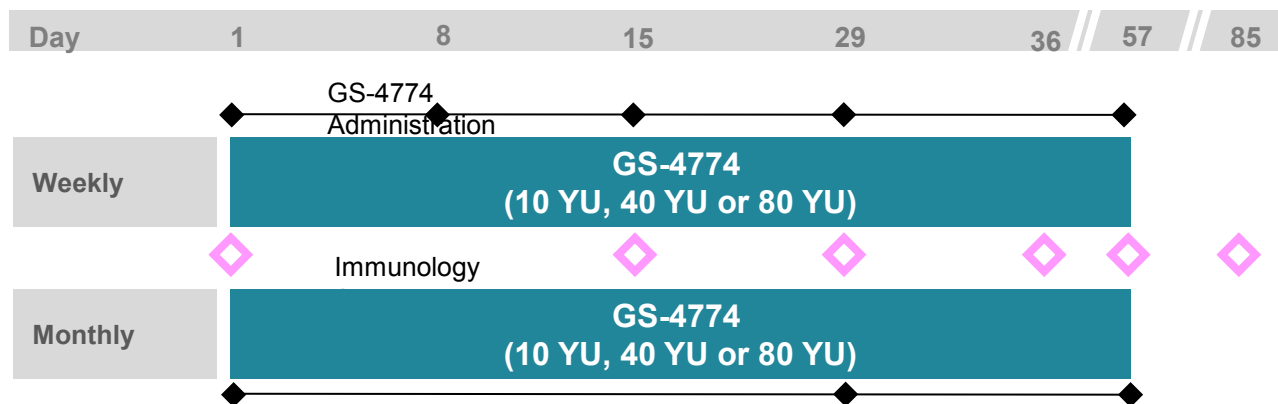 Day 1 8 15 29 36 57 85
GS-4774
Administration
Weekly
GS-4774
(10 YU, 40 YU or 80 YU)
Immunology
Monthly
GS-4774
(10 YU, 40 YU or 80 YU)